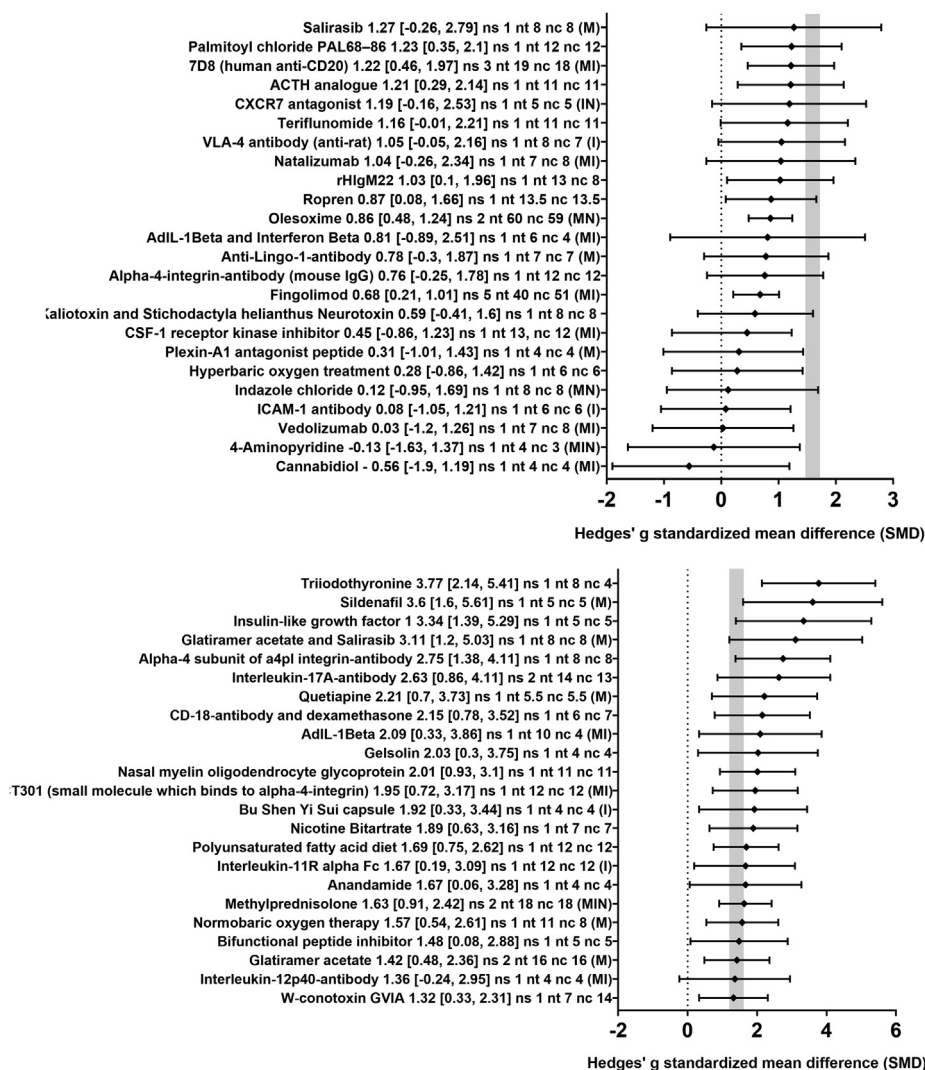 Salirasib 1.27 [-0.26, 2.79] ns 1 nt 8 nc 8 (M)
Palmitoyl chloride PAL68–86 1.23 [0.35, 2.1] ns 1 nt 12 nc 12
7D8 (human anti-CD20) 1.22 [0.46, 1.97] ns 3 nt 19 nc 18 (MI)
ACTH analogue 1.21 [0.29, 2.14] ns 1 nt 11 nc 11
CXCR7 antagonist 1.19 [-0.16, 2.53] ns 1 nt 5 nc 5 (IN)
Teriflunomide 1.16 [-0.01, 2.21] ns 1 nt 11 nc 11
VLA-4 antibody (anti-rat) 1.05 [-0.05, 2.16] ns 1 nt 8 nc 7 (I)
Natalizumab 1.04 [-0.26, 2.34] ns 1 nt 7 nc 8 (MI)
rHIgM22 1.03 [0.1, 1.96] ns 1 nt 13 nc 8
Ropren 0.87 [0.08, 1.66] ns 1 nt 13.5 nc 13.5
Olesoxime 0.86 [0.48, 1.24] ns 2 nt 60 nc 59 (MN)
AdIL-1Beta and Interferon Beta 0.81 [-0.89, 2.51] ns 1 nt 6 nc 4 (MI)
Anti-Lingo-1-antibody 0.78 [-0.3, 1.87] ns 1 nt 7 nc 7 (M)
Alpha-4-integrin-antibody (mouse IgG) 0.76 [-0.25, 1.78] ns 1 nt 12 nc 12
Fingolimod 0.68 [0.21, 1.01] ns 5 nt 40 nc 51 (MI)
Kaliotoxin and Stichodactyla helianthus Neurotoxin 0.59 [-0.41, 1.6] ns 1 nt 8 nc 8
CSF-1 receptor kinase inhibitor 0.45 [-0.86, 1.23] ns 1 nt 13, nc 12 (MI)
Plexin-A1 antagonist peptide 0.31 [-1.01, 1.43] ns 1 nt 4 nc 4 (M)
Hyperbaric oxygen treatment 0.28 [-0.86, 1.42] ns 1 nt 6 nc 6
Indazole chloride 0.12 [-0.95, 1.69] ns 1 nt 8 nc 8 (MN)
ICAM-1 antibody 0.08 [-1.05, 1.21] ns 1 nt 6 nc 6 (I)
Vedolizumab 0.03 [-1.2, 1.26] ns 1 nt 7 nc 8 (MI)
4-Aminopyridine -0.13 [-1.63, 1.37] ns 1 nt 4 nc 3 (MIN)
Cannabidiol - 0.56 [-1.9, 1.19] ns 1 nt 4 nc 4 (MI)
-2 -1 0 1 2 3
Hedges' g standardized mean difference (SMD)
Triiodothyronine 3.77 [2.14, 5.41] ns 1 nt 8 nc 4
Sildenafil 3.6 [1.6, 5.61] ns 1 nt 5 nc 5 (M)
Insulin-like growth factor 1 3.34 [1.39, 5.29] ns 1 nt 5 nc 5
Glatiramer acetate and Salirasib 3.11 [1.2, 5.03] ns 1 nt 8 nc 8 (M)
Alpha-4 subunit of a4pl integrin-antibody 2.75 [1.38, 4.11] ns 1 nt 8 nc 8
Interleukin-17A-antibody 2.63 [0.86, 4.11] ns 2 nt 14 nc 13
Quetiapine 2.21 [0.7, 3.73] ns 1 nt 5.5 nc 5.5 (M)
CD-18-antibody and dexamethasone 2.15 [0.78, 3.52] ns 1 nt 6 nc 7
AdIL-1Beta 2.09 [0.33, 3.86] ns 1 nt 10 nc 4 (MI)
Gelsolin 2.03 [0.3, 3.75] ns 1 nt 4 nc 4
Nasal myelin oligodendrocyte glycoprotein 2.01 [0.93, 3.1] ns 1 nt 11 nc 11
T301 (small molecule which binds to alpha-4-integrin) 1.95 [0.72, 3.17] ns 1 nt 12 nc 12 (MI)
Bu Shen Yi Sui capsule 1.92 [0.33, 3.44] ns 1 nt 4 nc 4 (I)
Nicotine Bitartrate 1.89 [0.63, 3.16] ns 1 nt 7 nc 7
Polyunsaturated fatty acid diet 1.69 [0.75, 2.62] ns 1 nt 12 nc 12
Interleukin-11R alpha Fc 1.67 [0.19, 3.09] ns 1 nt 12 nc 12 (I)
Anandamide 1.67 [0.06, 3.28] ns 1 nt 4 nc 4
Methylprednisolone 1.63 [0.91, 2.42] ns 2 nt 18 nc 18 (MIN)
Normobaric oxygen therapy 1.57 [0.54, 2.61] ns 1 nt 11 nc 8 (M)
Bifunctional peptide inhibitor 1.48 [0.08, 2.88] ns 1 nt 5 nc 5
Glatiramer acetate 1.42 [0.48, 2.36] ns 2 nt 16 nc 16 (M)
Interleukin-12p40-antibody 1.36 [-0.24, 2.95] ns 1 nt 4 nc 4 (MI)
W-conotoxin GVIA 1.32 [0.33, 2.31] ns 1 nt 7 nc 14
-2 0 2 4 6
Hedges' g standardized mean difference (SMD)